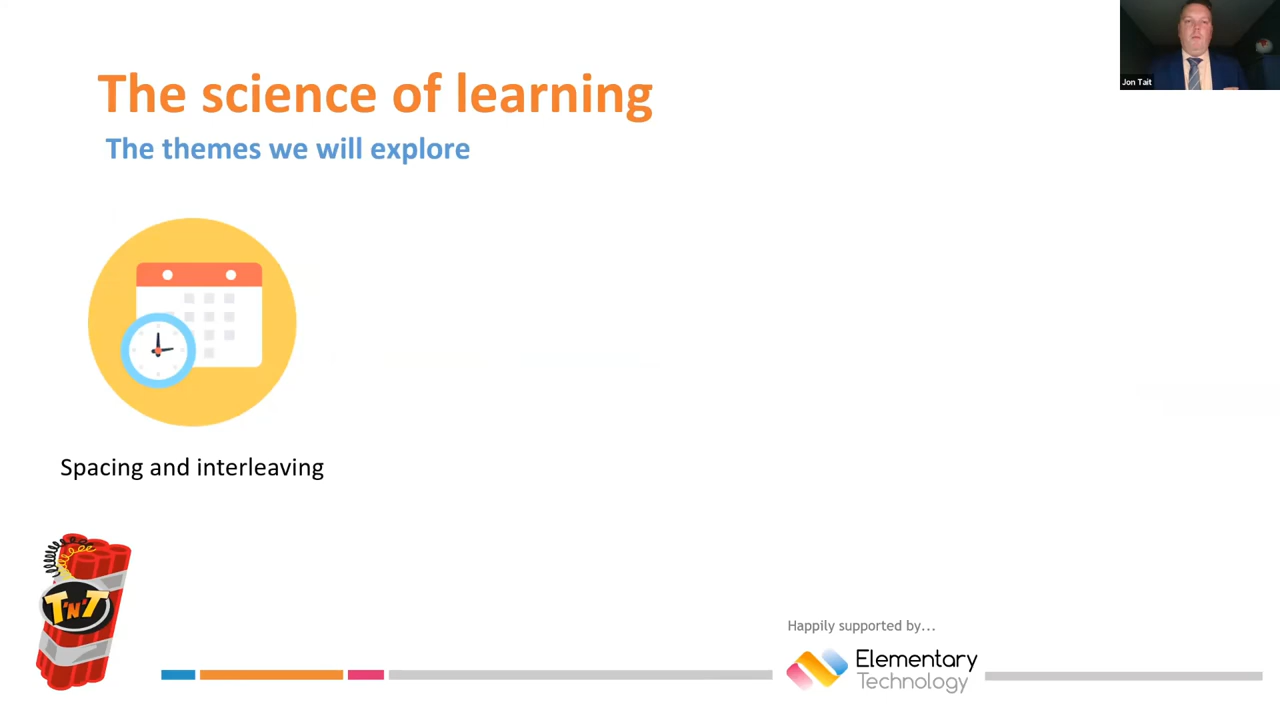 The science of learning
The themes we will explore
Jon Tait
Spacing and interleaving
T'N'T
Happily supported by...
Elementary
Technology